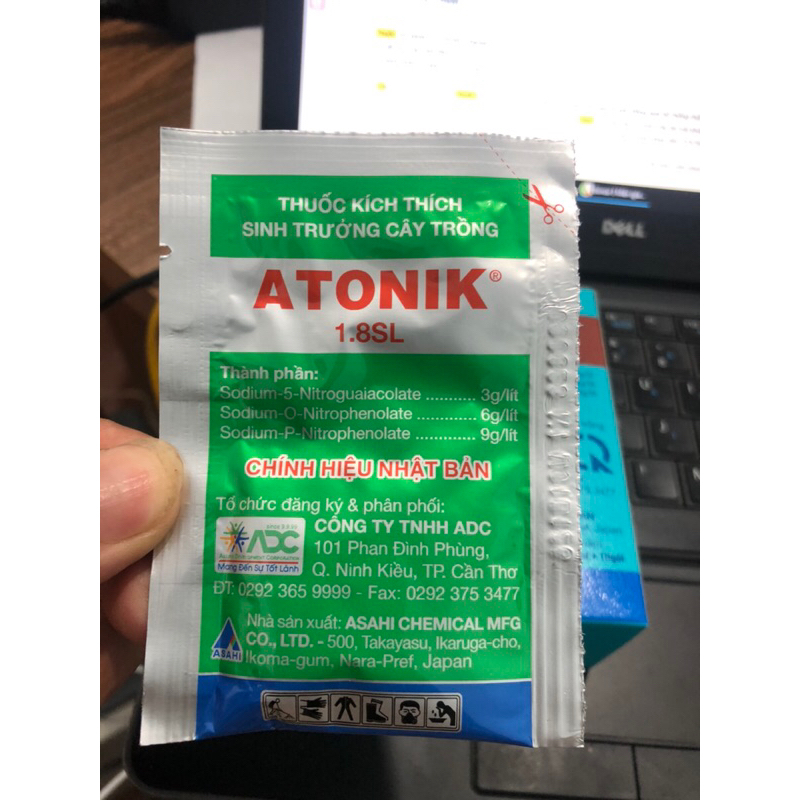 THUỐC KÍCH THÍCH
SINH TRƯỞNG CÂY TRỒNG
ATONIK®
1.8SL
Thành phần:
Sodium-5-Nitroguaiacolate ........... 3g/lít
Sodium-O-Nitrophenolate ............. 6g/lít
Sodium-P-Nitrophenolate ............. 9g/lít
CHÍNH HIỆU NHẬT BẢN
Tổ chức đăng ký & phân phối:
ADC
Mang Đến Sự Tốt Lành
CÔNG TY TNHH ADC
101 Phan Đình Phùng,
Q. Ninh Kiều, TP. Cần Thơ
ĐT: 0292 365 9999 - Fax: 0292 375 3477
ASAHI
Nhà sản xuất: ASAHI CHEMICAL MFG
CO., LTD. - 500, Takayasu, Ikaruga-cho,
Ikoma-gum, Nara-Pref, Japan
DELL